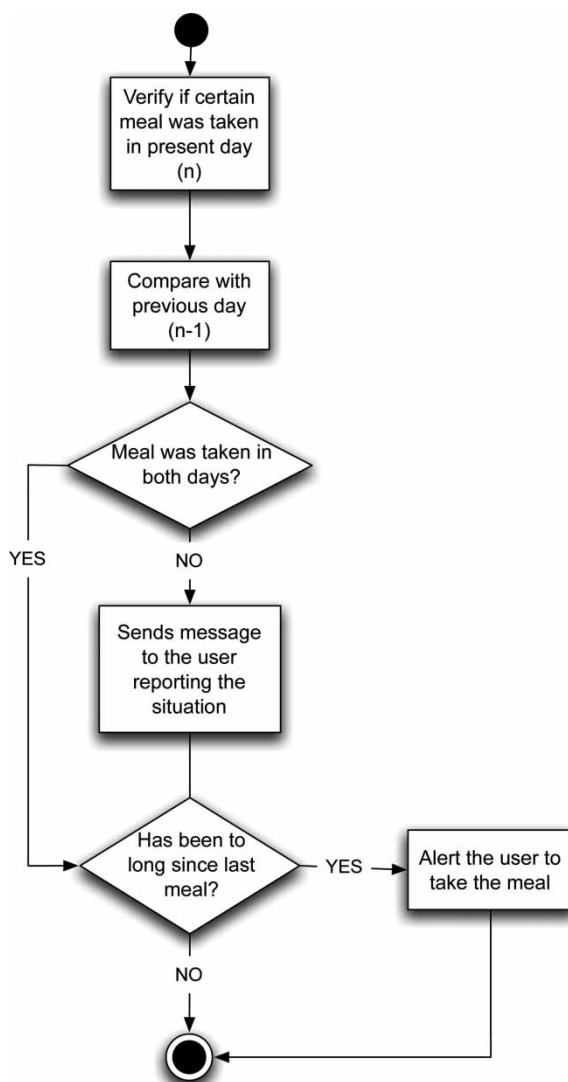 Verify if certain
meal was taken
in present day
(n)
Compare with
previous day
(n-1)
Meal was taken in
both days?
YES
NO
Sends message
to the user
reporting the
situation
Has been to
long since last
meal?
YES
Alert the user to
take the meal
NO